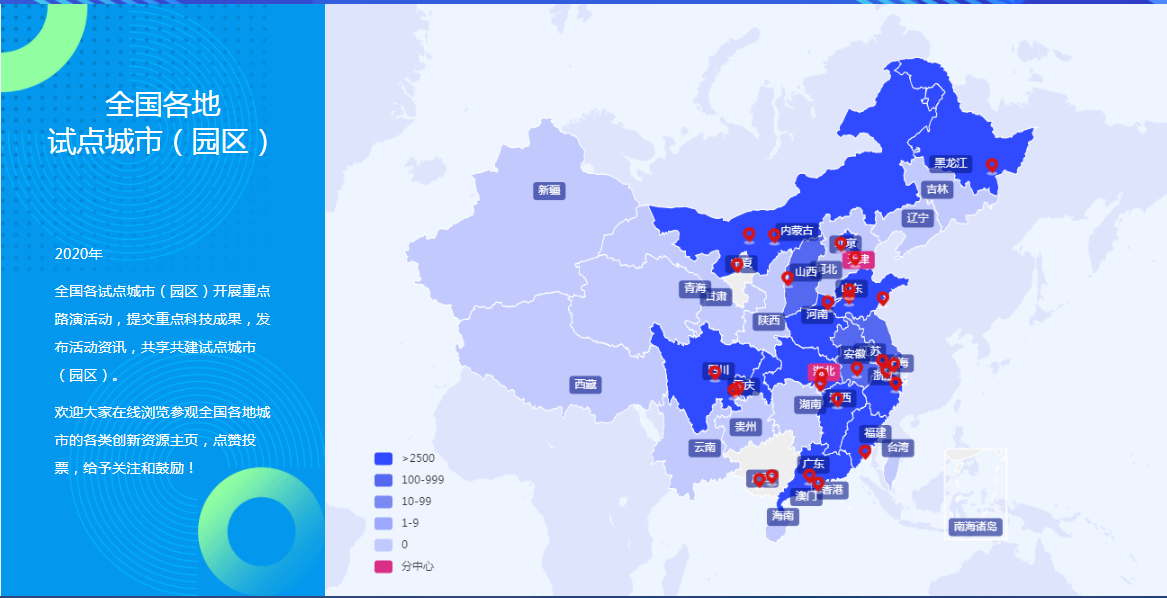 全国各地
试点城市（园区）
2020年
全国各试点城市（园区）开展重点
路演活动，提交重点科技成果，发
布活动资讯，共享共建试点城市
（园区）。
欢迎大家在线浏览参观全国各地城
市的各类创新资源主页，点赞投
票，给予关注和鼓励！
黑龙江
吉林
辽宁
新疆
内蒙古
山西
青海
甘肃
河南
陕西
安徽
西藏
湖南
贵州
云南
福建
台湾
广东
香港
澳门
海南
南海诸岛
>2500
100-999
10-99
1-9
0
分中心